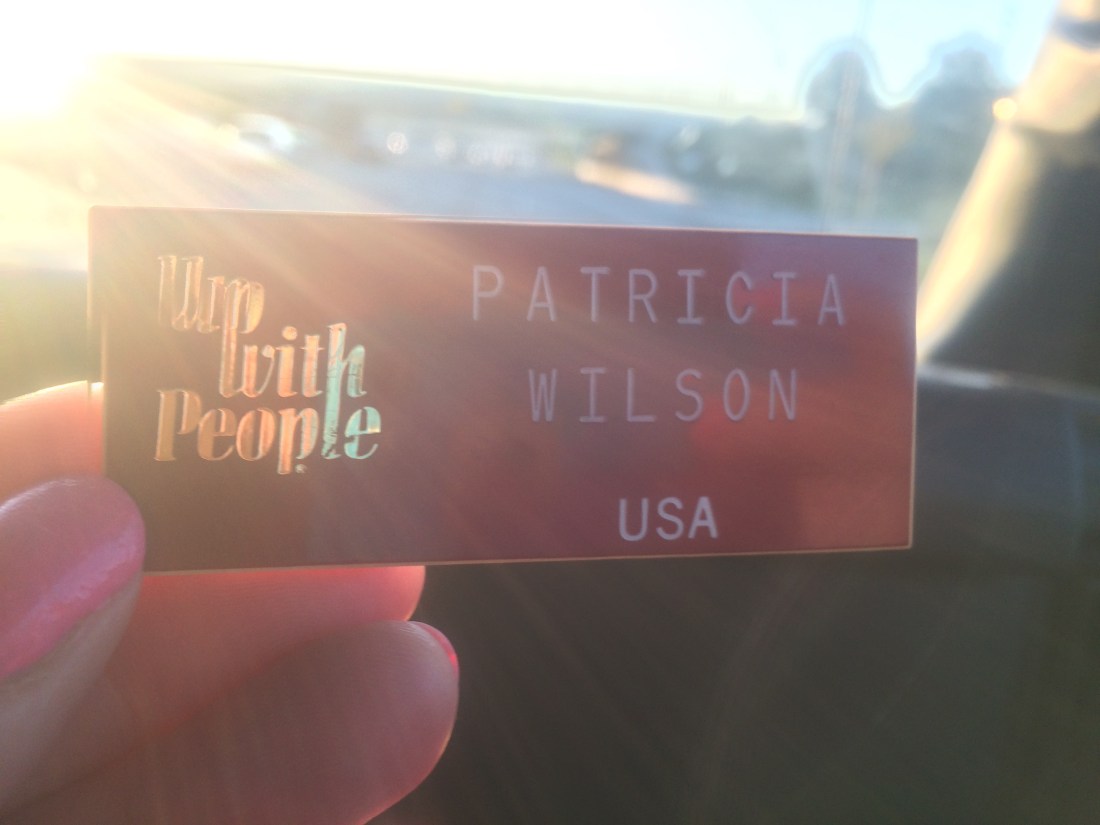 Up
with
People
PATRICIA
WILSON
USA